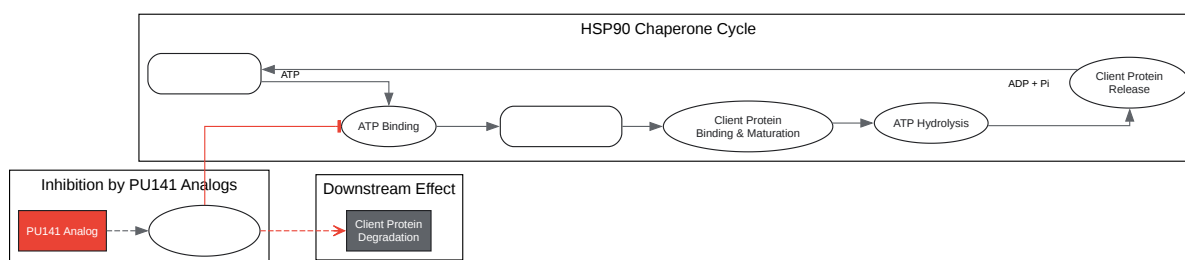 HSP90 Chaperone Cycle
ATP
ADP + Pi
Client Protein
Release
ATP Binding
Client Protein
Binding & Maturation
ATP Hydrolysis
Inhibition by PU141 Analogs
Downstream Effect
PU141 Analog
Client Protein
Degradation